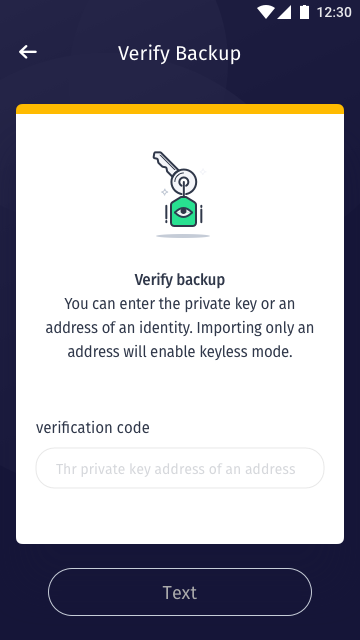 12:30
Verify Backup
Verify backup
You can enter the private key or an
address of an identity. Importing only an
address will enable keyless mode.
verification code
Thr private key address of an address
Text